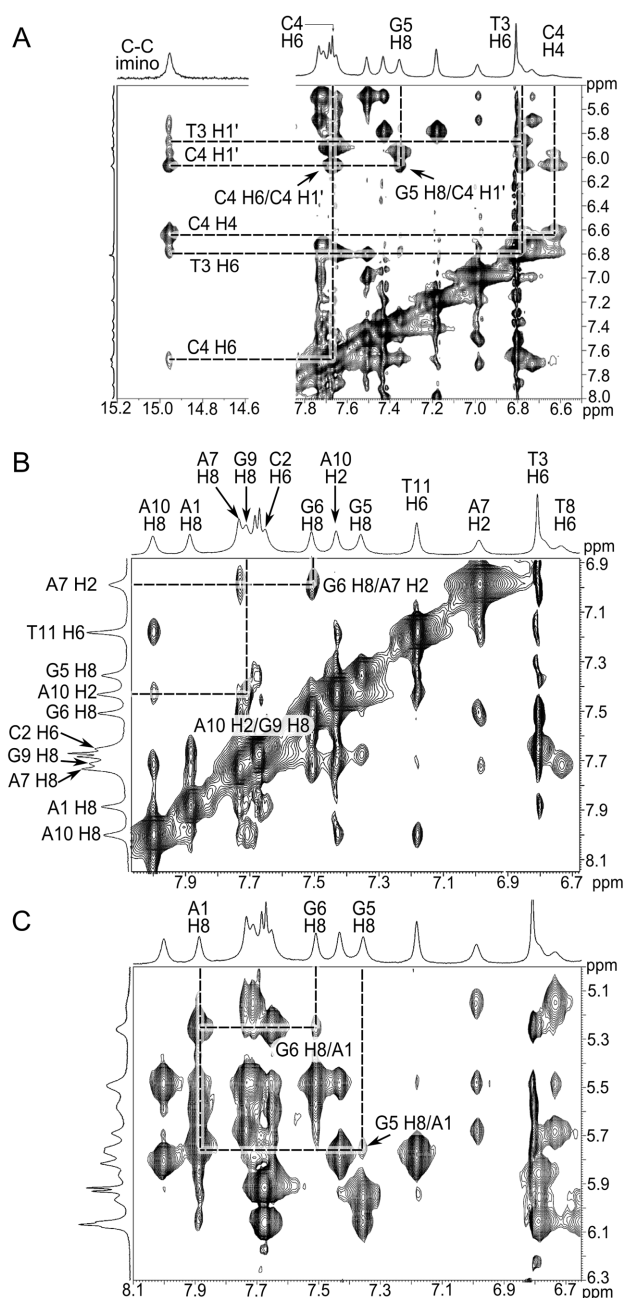 A
C-C
imino
C4
H6
G5
H8
T3
H6
C4
H4
ppm
5.6
5.8
6.0
6.2
6.4
6.6
6.8
7.0
7.2
7.4
7.6
7.8
8.0
T3 H1'
C4 H1'
C4 H6/C4 H1'
G5 H8/C4 H1'
C4 H4
T3 H6
C4 H6
15.2 15.0 14.8 14.6 7.8 7.6 7.4 7.2 7.0 6.8 6.6
ppm
B
A10
H8
A1
H8
A7
H8
G9
H8
C2
H6
G6
H8
A10
H2
G5
H8
T11
H6
A7
H2
T3
H6
T8
H6
ppm
6.9
7.1
7.3
7.5
7.7
7.9
8.1
A7 H2
T11 H6
G5 H8
A10 H2
G6 H8
C2 H6
G9 H8
A7 H8
A1 H8
A10 H8
G6 H8/A7 H2
A10 H2/G9 H8
7.9 7.7 7.5 7.3 7.1 6.9 6.7
ppm
C
A1
H8
G6
H8
G5
H8
ppm
5.1
5.3
5.5
5.7
5.9
6.1
6.3
G6 H8/A1
G5 H8/A1
8.1 7.9 7.7 7.5 7.3 7.1 6.9 6.7
ppm